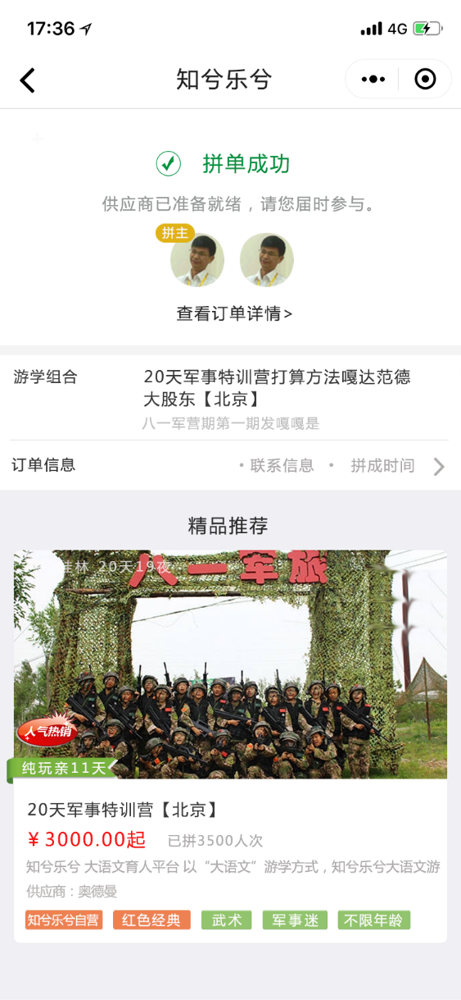 17:36
4G
知兮乐兮
拼单成功
供应商已准备就绪，请您届时参与。
拼主
查看订单详情>
游学组合
20天军事特训营打算方法嘎达范德
大股东【北京】
八一军营期第一期发嘎嘎是
订单信息
• 联系信息 • 拼成时间
精品推荐
桂林 20天19夜
八一军旅
人气热销
纯玩亲11天
20天军事特训营【北京】
¥3000.00起 已拼3500人次
知兮乐兮 大语文育人平台 以“大语文”游学方式，知兮乐兮大语文游
供应商：奥德曼
知兮乐兮自营 红色经典 武术 军事迷 不限年龄